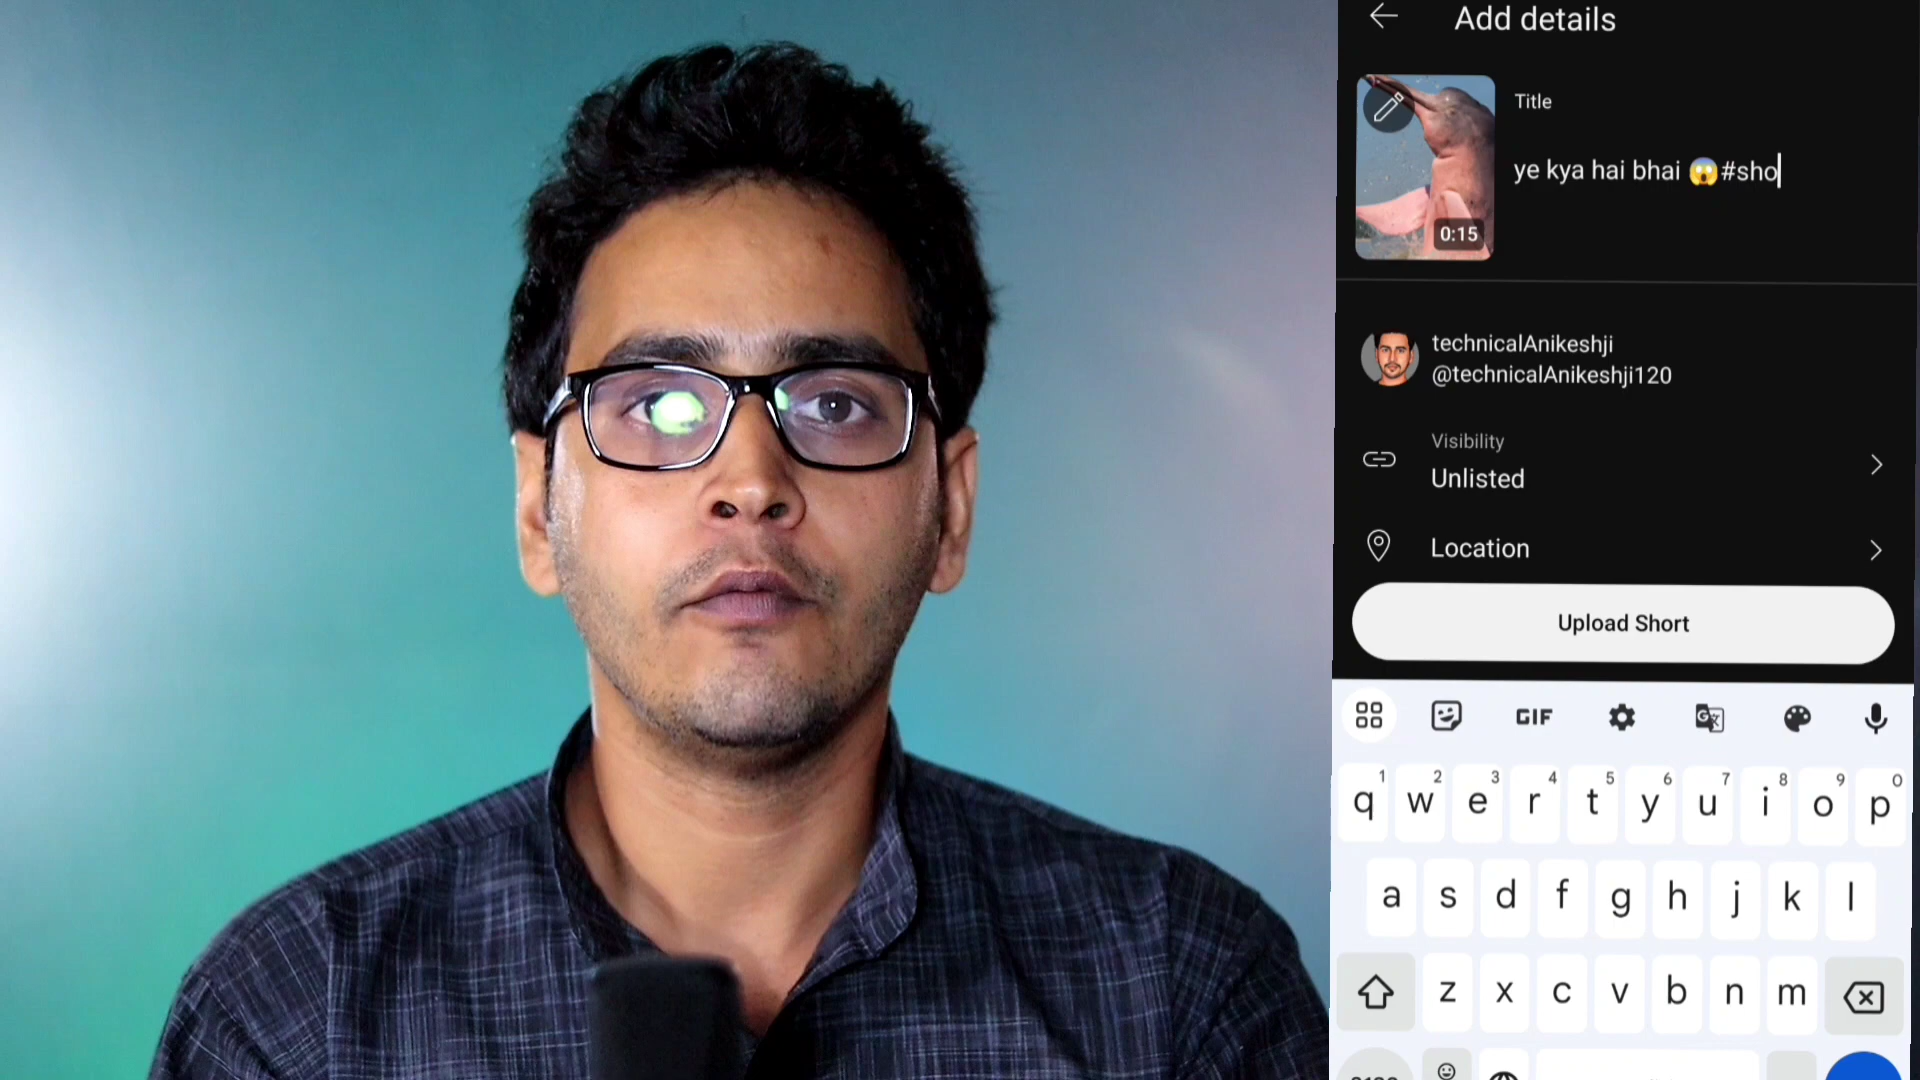 Add details
Title
ye kya hai bhai 😱#sho
0:15
technicalAnikeshji
@technicalAnikeshji120
Visibility
Unlisted
Location
Upload Short
GIF
1 2 3 4 5 6 7 8 9 0
q w e r t y u i o p
a s d f g h j k l
z x c v b n m